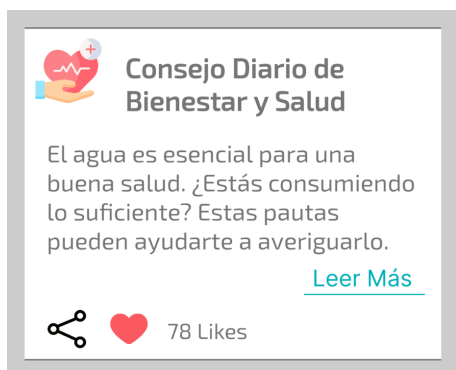 Consejo Diario de
Bienestar y Salud
El agua es esencial para una
buena salud. ¿Estás consumiendo
lo suficiente? Estas pautas
pueden ayudarte a averiguarlo.
Leer Más
78 Likes